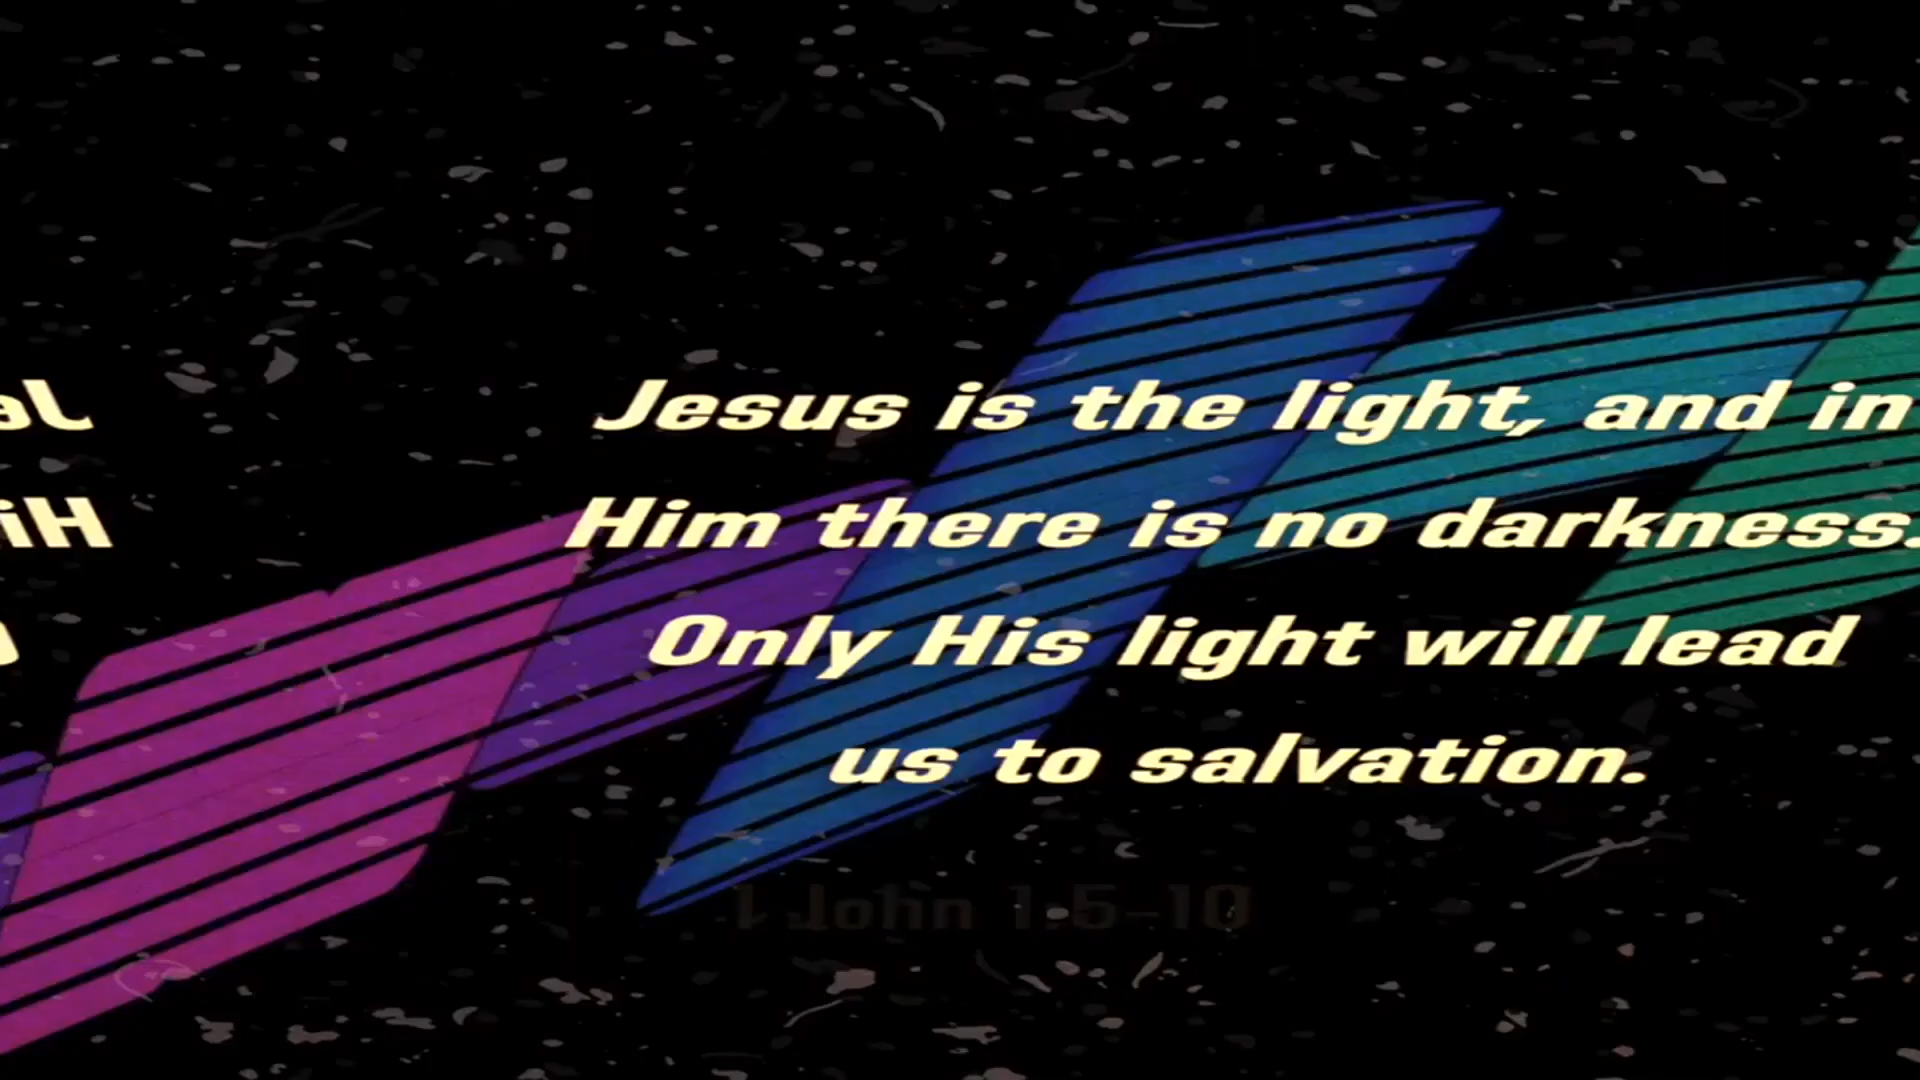 Jesus is the light, and in
Him there is no darkness.
Only His light will lead
us to salvation.
1 John 1:5-10